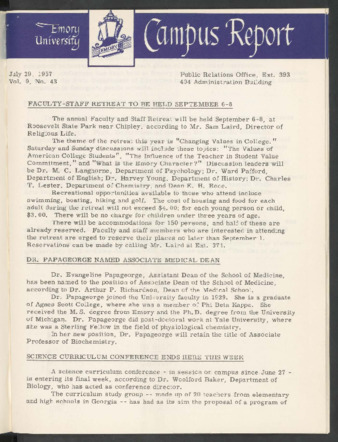 Emory
University
EMORY
Campus Report
July 29, 1957
Vol. 9, No. 43
Public Relations Office, Ext. 393
404 Administration Building
FACULTY-STAFF RETREAT TO BE HELD SEPTEMBER 6-8
The annual Faculty and Staff Retreat will be held September 6-8, at
Roosevelt State Park near Chipley, according to Mr. Sam Laird, Director of
Religious Life.
The theme of the retreat this year is "Changing Values in College."
Saturday and Sunday discussions will include these topics: "The Values of
American College Students", "The Influence of the Teacher in Student Value
Commitment," and "What is the Emory Character?" Discussion leaders will
be Dr. M. C. Langhorne, Department of Psychology; Dr. Ward Pafford,
Department of English; Dr. Harvey Young, Department of History; Dr. Charles
T. Lester, Department of Chemistry, and Dean E. H. Rece.
Recreational opportunities available to those who attend include
swimming, boating, hiking and golf. The cost of housing and food for each
adult during the retreat will not exceed $4.00; for each young person or child,
$3.60. There will be no charge for children under three years of age.
There will be accommodations for 150 persons, and half of these are
already reserved. Faculty and staff members who are interested in attending
the retreat are urged to reserve their places no later than September 1.
Reservations can be made by calling Mr. Laird at Ext. 371.
DR. PAPAGEORGE NAMED ASSOCIATE MEDICAL DEAN
Dr. Evangeline Papageorge, Assistant Dean of the School of Medicine,
has been named to the position of Associate Dean of the School of Medicine,
according to Dr. Arthur P. Richardson, Dean of the Medical School.
Dr. Papageorge joined the University faculty in 1929. She is a graduate
of Agnes Scott College, where she was a member of Phi Beta Kappa. She
received the M.S. degree from Emory and the Ph.D. degree from the University
of Michigan. Dr. Papageorge did post-doctoral work at Yale University, where
she was a Sterling Fellow in the field of physiological chemistry.
In her new position, Dr. Papageorge will retain the title of Associate
Professor of Biochemistry.
SCIENCE CURRICULUM CONFERENCE ENDS HERE THIS WEEK
A science curriculum conference - in session on campus since June 27 -
is entering its final week, according to Dr. Woolford Baker, Department of
Biology, who has acted as conference director.
The curriculum study group -- made up of 20 teachers from elementary
and high schools in Georgia -- has had as its aim the proposal of a program of